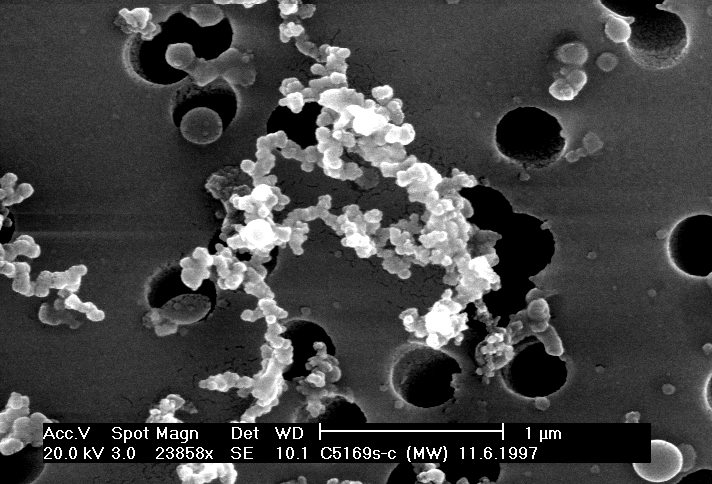 Acc.V Spot Magn Det WD 1 µm
20.0 kV 3.0 23858x SE 10.1 C5169s-c (MW) 11.6.1997